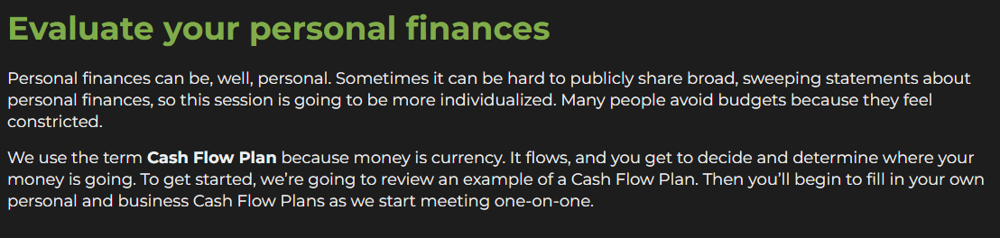 Evaluate your personal finances
Personal finances can be, well, personal. Sometimes it can be hard to publicly share broad, sweeping statements about
personal finances, so this session is going to be more individualized. Many people avoid budgets because they feel
constricted.
We use the term Cash Flow Plan because money is currency. It flows, and you get to decide and determine where your
money is going. To get started, we’re going to review an example of a Cash Flow Plan. Then you’ll begin to fill in your own
personal and business Cash Flow Plans as we start meeting one-on-one.